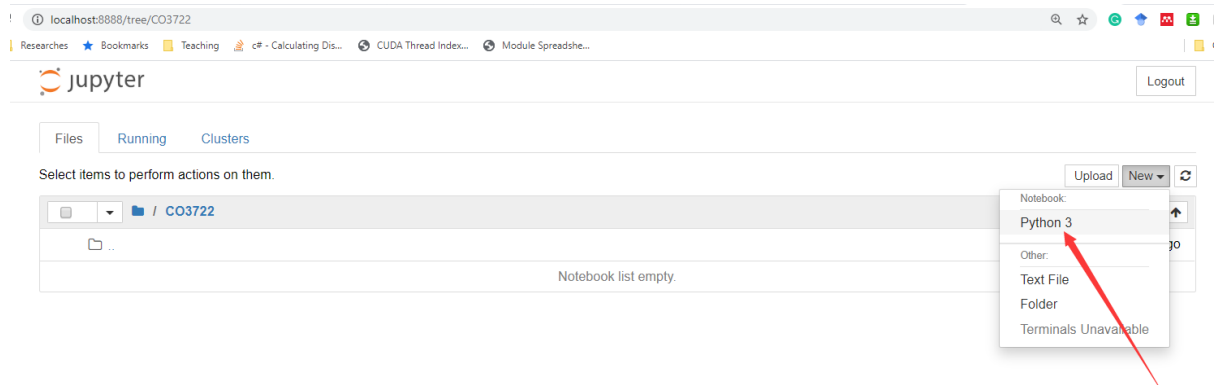 localhost:8888/tree/CO3722
Researches Bookmarks Teaching c# - Calculating Dis... CUDA Thread Index... Module Spreadshe...
jupyter Logout
Files Running Clusters
Select items to perform actions on them. Upload New
/ CO3722
Notebook:
Python 3
..
go
Other:
Notebook list empty.
Text File
Folder
Terminals Unavailable